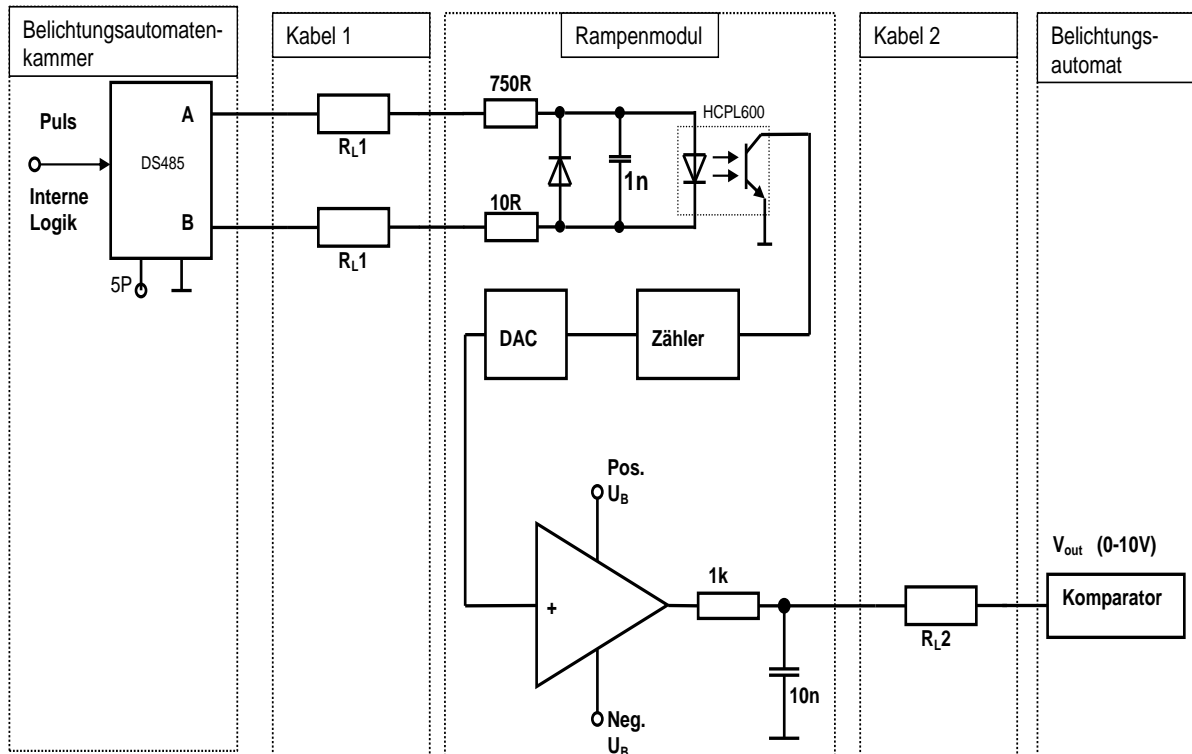 Belichtungsautomaten-
kammer
Kabel 1
Rampenmodul
Kabel 2
Belichtungs-
automat
Puls
Interne
Logik
DS485
A
B
5P
RL1
RL1
750R
10R
1n
HCPL600
DAC
Zähler
Pos.
UB
+
Neg.
UB
1k
10n
RL2
Vout (0-10V)
Komparator